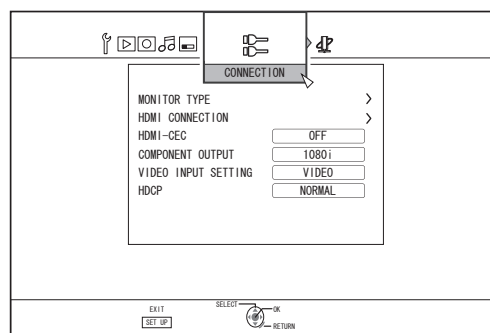 CONNECTION
MONITOR TYPE
HDMI CONNECTION
HDMI-CEC OFF
COMPONENT OUTPUT 1080i
VIDEO INPUT SETTING VIDEO
HDCP NORMAL
EXIT
SET UP
SELECT
OK
RETURN